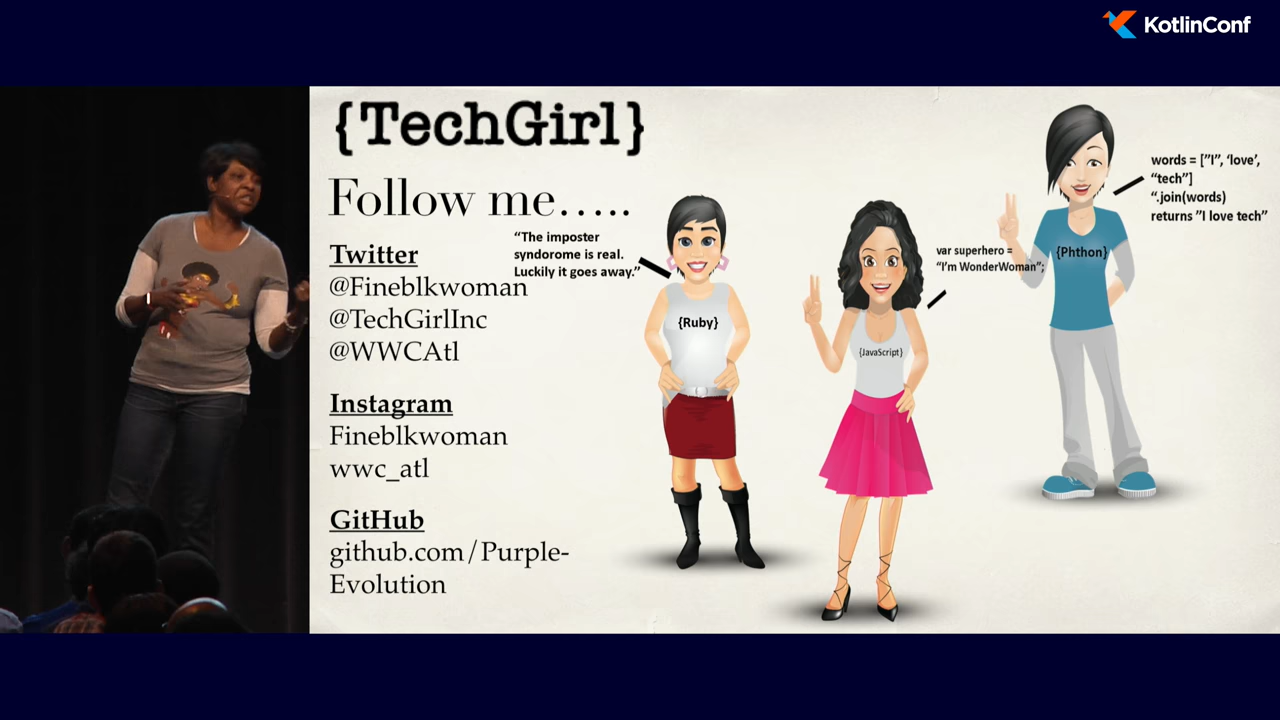 KotlinConf
{TechGirl}
Follow me.....
Twitter
@Fineblkwoman
@TechGirlInc
@WWCAtl
Instagram
Fineblkwoman
wwc_atl
GitHub
github.com/Purple-
Evolution
“The imposter
syndorome is real.
Luckily it goes away.”
{Ruby}
{JavaScript}
var superhero =
“I’m WonderWoman”;
{Phthon}
words = [”I”, ‘love’,
“tech”]
“.join(words)
returns ”I love tech”